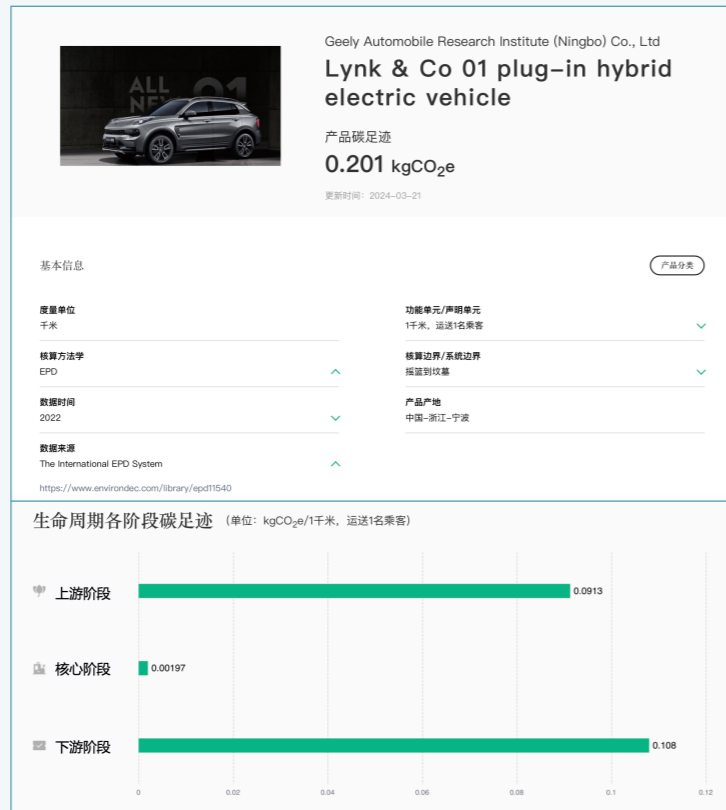 ALL
NEW 01
Geely Automobile Research Institute (Ningbo) Co., Ltd
Lynk & Co 01 plug-in hybrid
electric vehicle
产品碳足迹
0.201 kgCO₂e
更新时间：2024-03-21
基本信息
产品分类
度量单位
千米
功能单元/声明单元
1千米，运送1名乘客
核算方法学
EPD
核算边界/系统边界
摇篮到坟墓
数据时间
2022
产品产地
中国-浙江-宁波
数据来源
The International EPD System
https://www.environdec.com/library/epd11540
生命周期各阶段碳足迹 （单位：kgCO₂e/1千米，运送1名乘客）
上游阶段 0.0913
核心阶段 0.00197
下游阶段 0.108
0 0.02 0.04 0.06 0.08 0.1 0.12